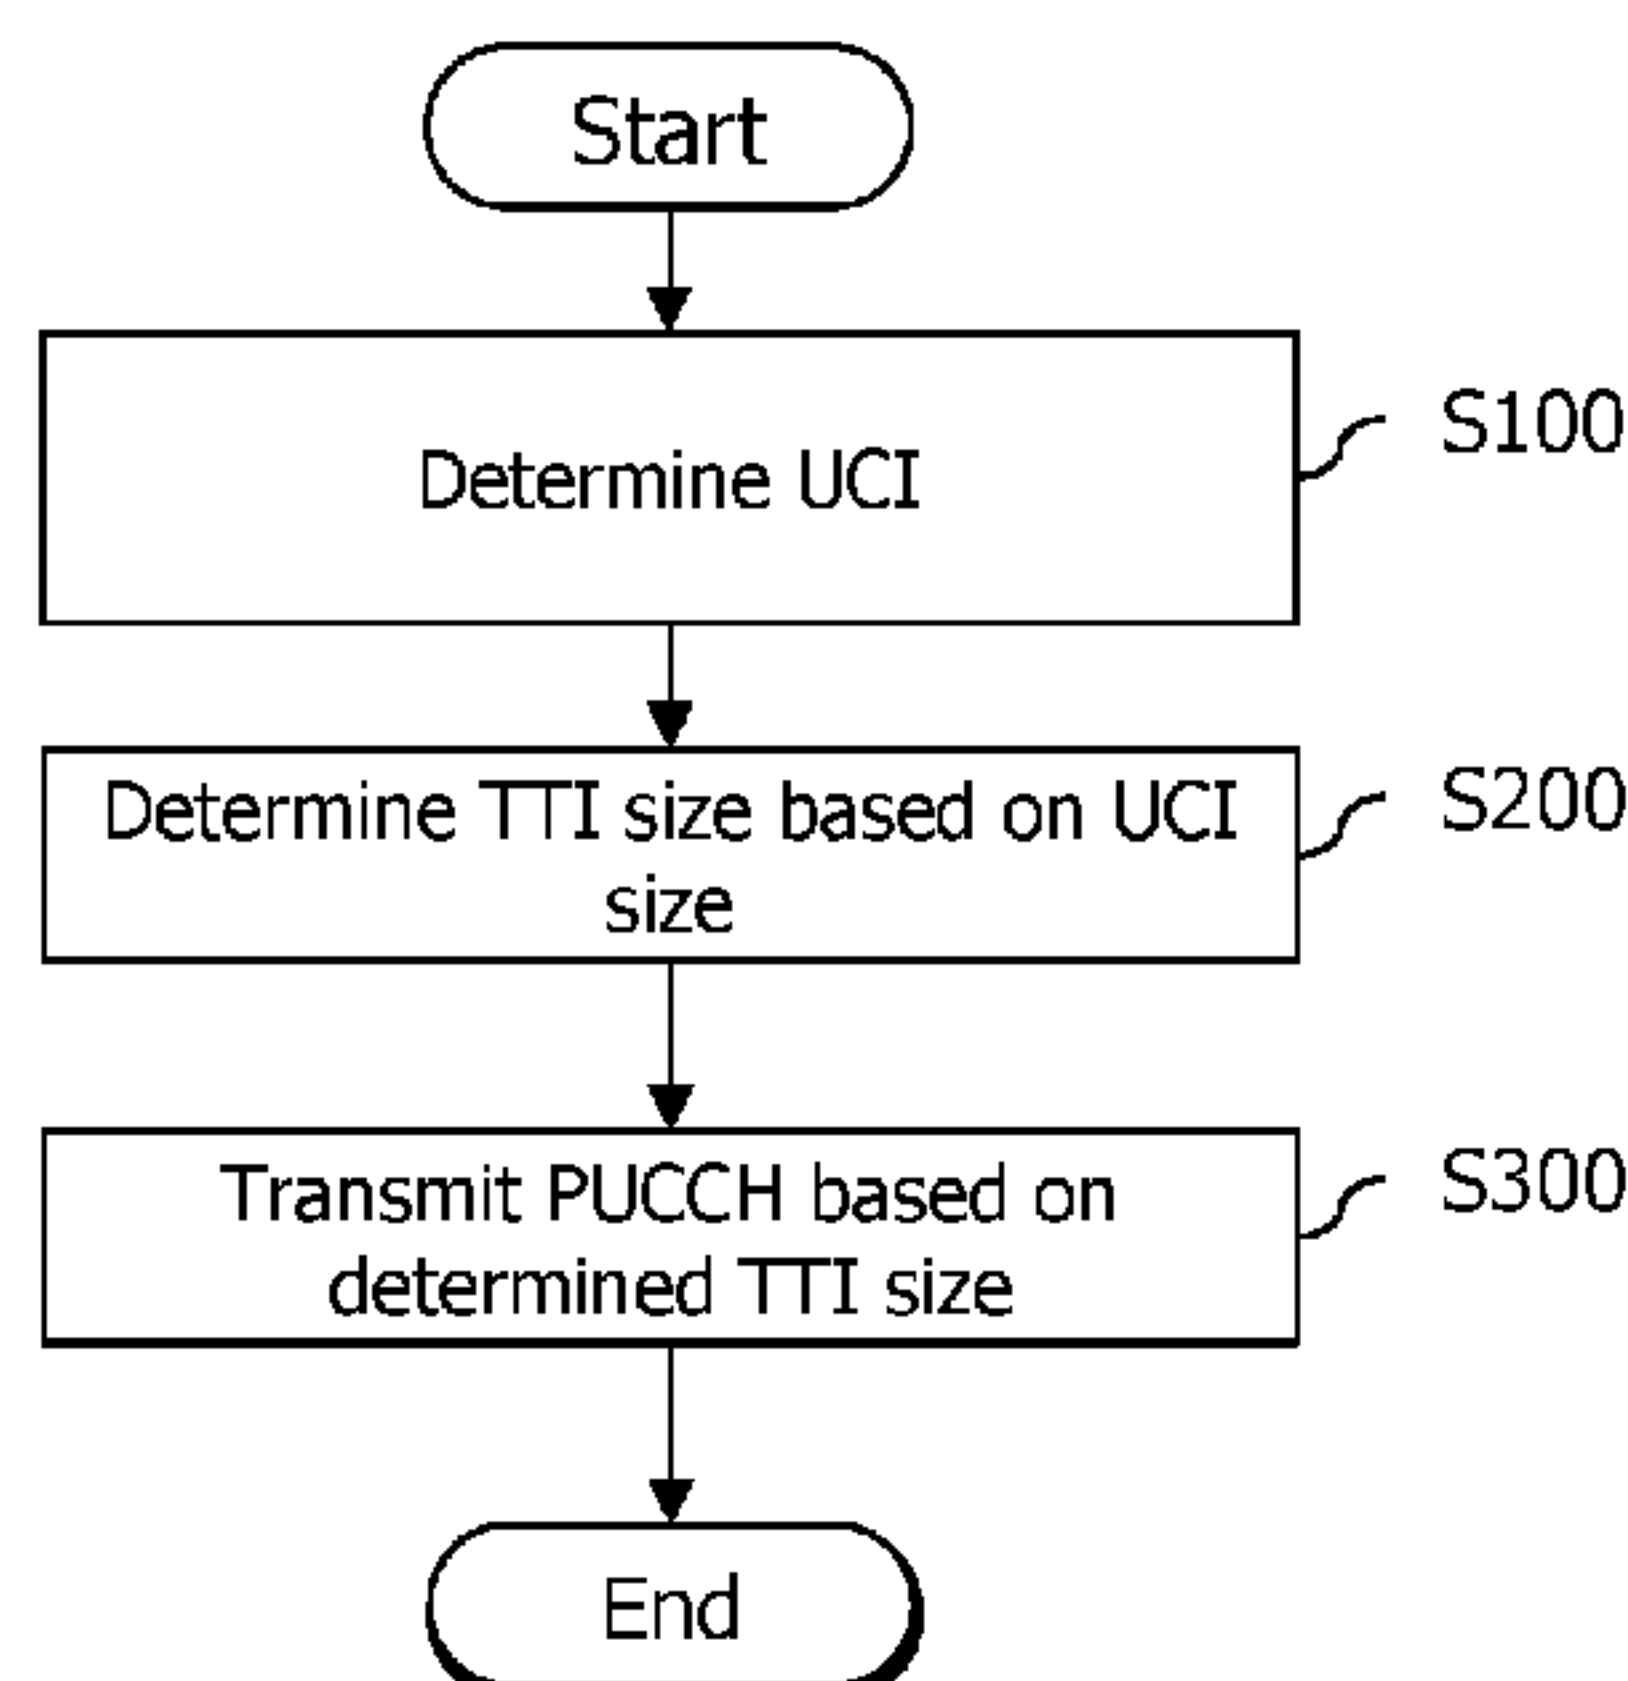 Start
Determine UCI
S100
Determine TTI size based on UCI
size
S200
Transmit PUCCH based on
determined TTI size
S300
End